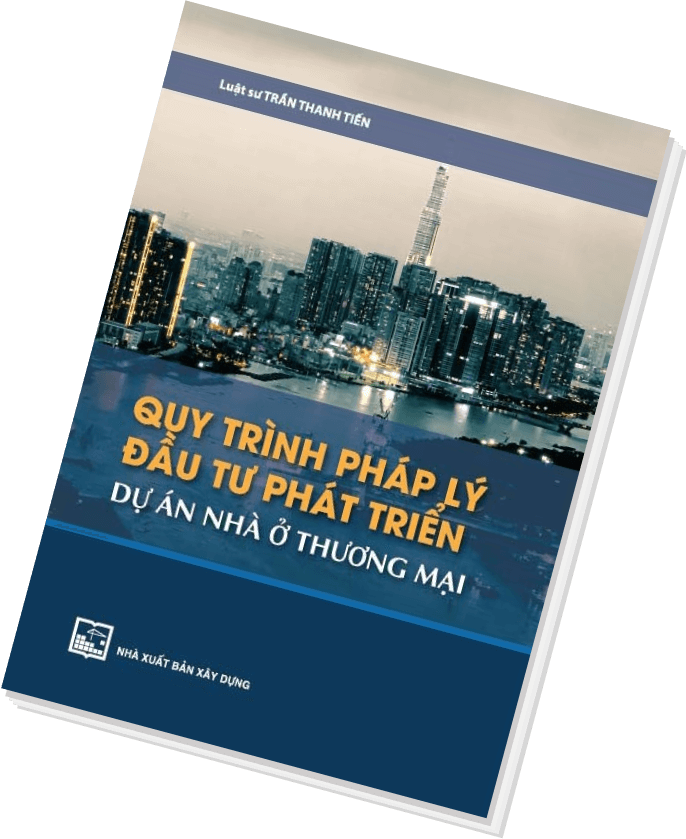 Luật sư TRẦN THANH TIẾN
QUY TRÌNH PHÁP LÝ
ĐẦU TƯ PHÁT TRIỂN
DỰ ÁN NHÀ Ở THƯƠNG MẠI
NHÀ XUẤT BẢN XÂY DỰNG